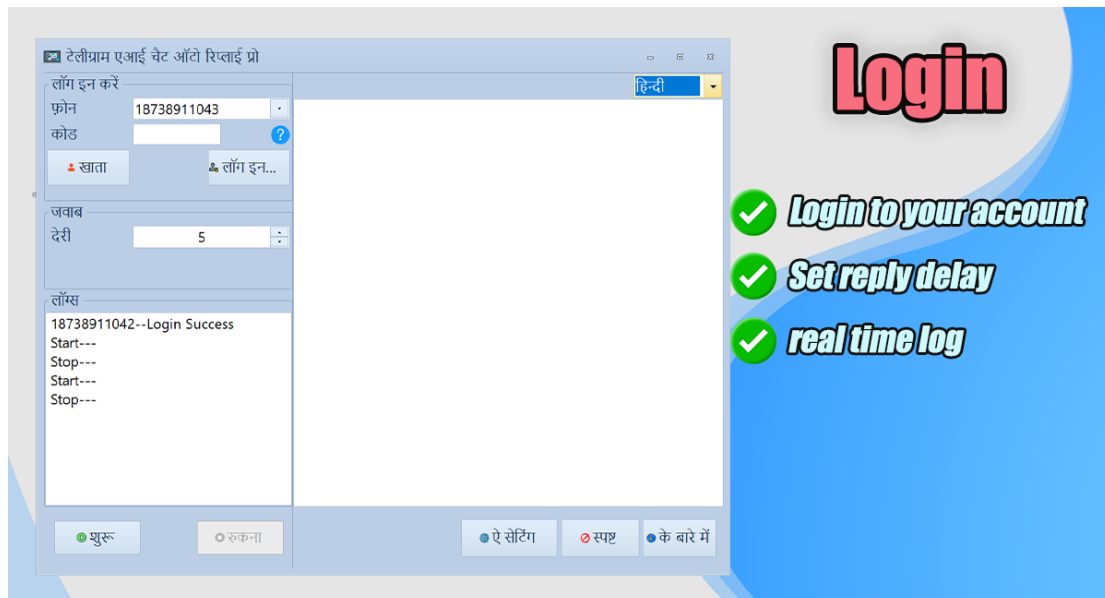 टेलीग्राम एआई चैट ऑटो रिप्लाई प्रो
लॉग इन करें
हिन्दी
फ़ोन 18738911043
कोड
?
खाता
लॉग इन...
जवाब
देरी 5
लॉग्स
18738911042--Login Success
Start---
Stop---
Start---
Stop---
शुरू
रुकना
ऐ सेटिंग
स्पष्ट
के बारे में
Login
Login to your account
Set reply delay
real time log